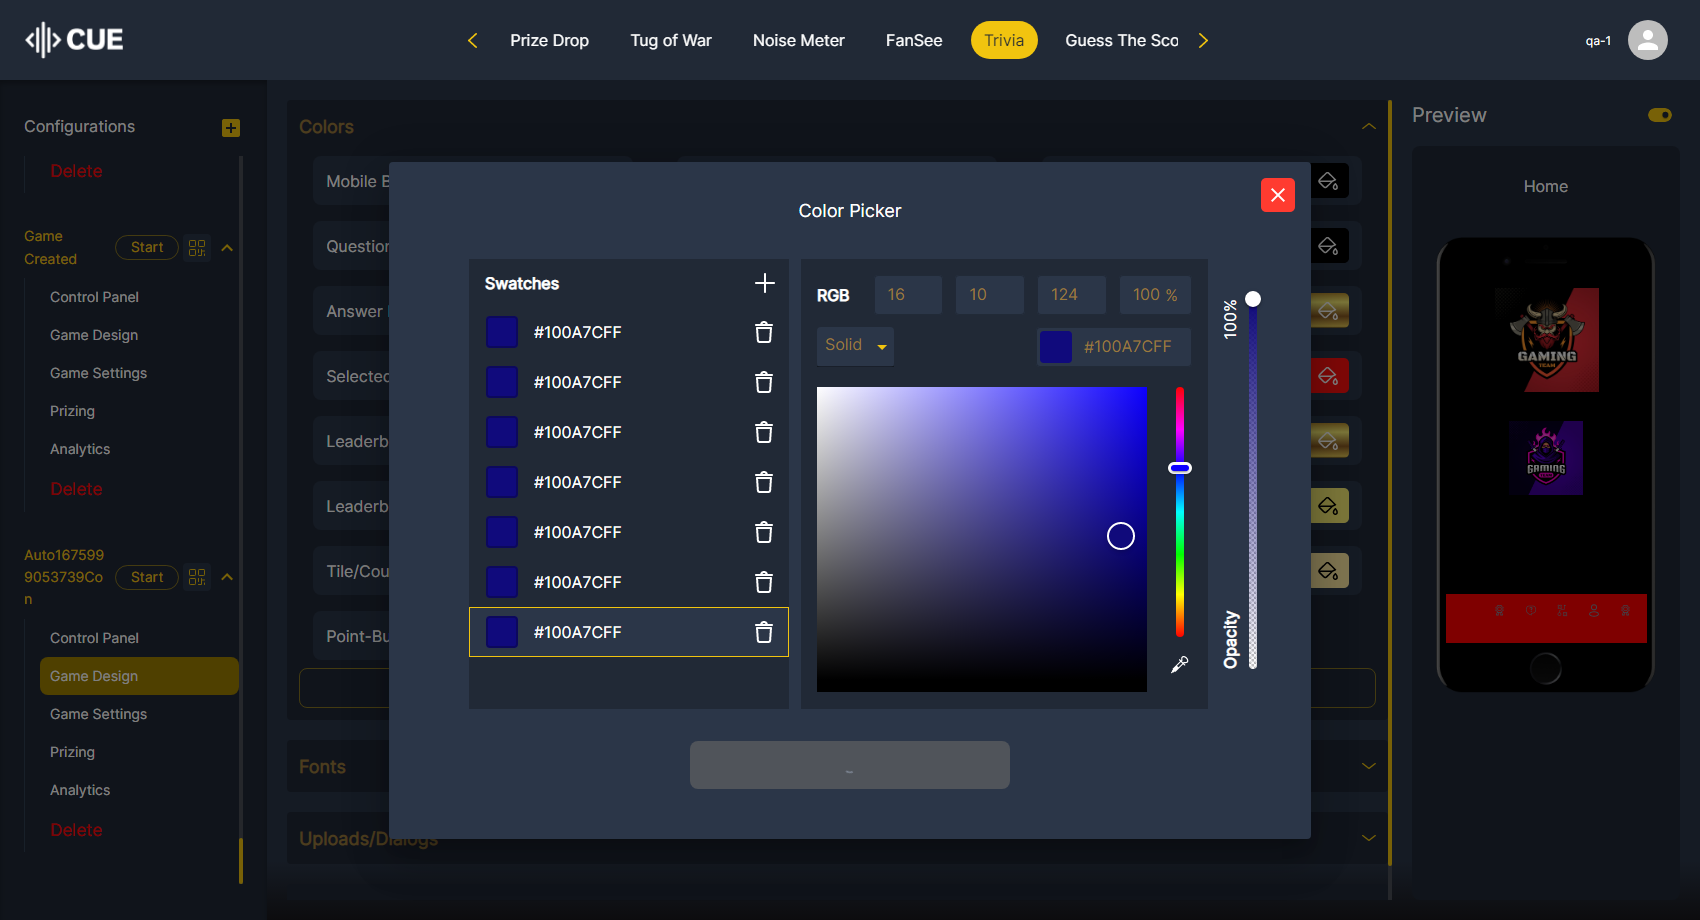 CUE
Prize Drop
Tug of War
Noise Meter
FanSee
Trivia
Guess The Sco
qa-1
Configurations
Delete
Game
Created
Start
Control Panel
Game Design
Game Settings
Prizing
Analytics
Delete
Auto167599
9053739Co
n
Start
Control Panel
Game Design
Game Settings
Prizing
Analytics
Delete
Colors
Mobile B
Question
Answer
Selected
Leaderb
Leaderb
Tile/Cou
Point-Bu
Fonts
Uploads/Dialogs
Color Picker
Swatches
#100A7CFF
#100A7CFF
#100A7CFF
#100A7CFF
#100A7CFF
#100A7CFF
#100A7CFF
RGB
16
10
124
100 %
Solid
#100A7CFF
100%
Opacity
Preview
Home
GAMING
TEAM
GAMING